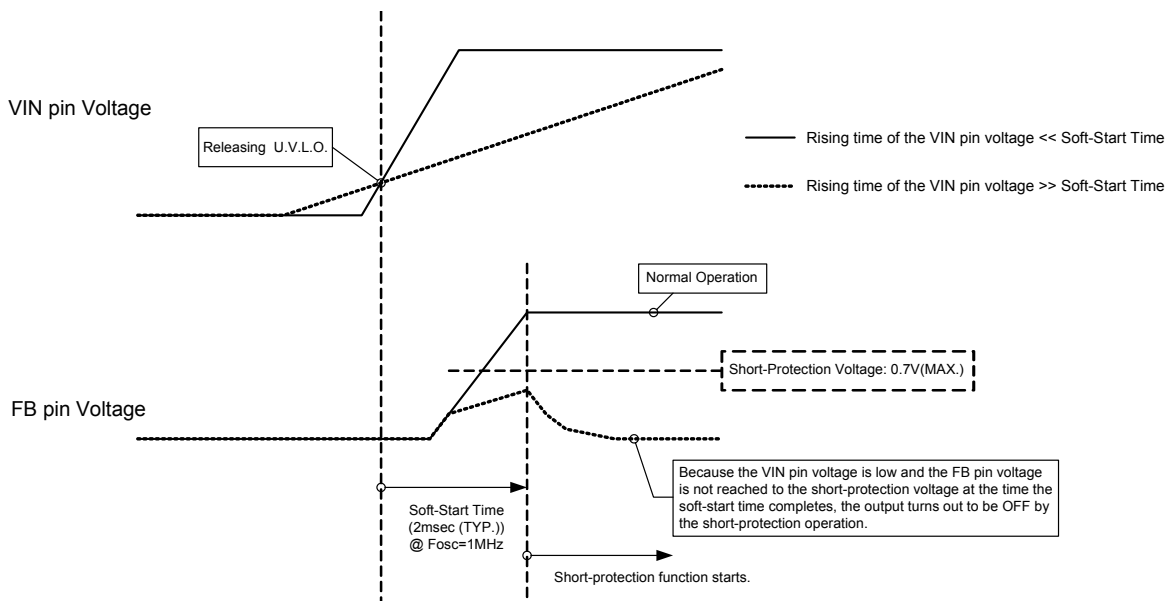 VIN pin Voltage
Releasing U.V.L.O.
Rising time of the VIN pin voltage << Soft-Start Time
Rising time of the VIN pin voltage >> Soft-Start Time
Normal Operation
Short-Protection Voltage: 0.7V(MAX.)
FB pin Voltage
Because the VIN pin voltage is low and the FB pin voltage
is not reached to the short-protection voltage at the time the
soft-start time completes, the output turns out to be OFF by
the short-protection operation.
Soft-Start Time
(2msec (TYP.))
@ Fosc=1MHz
Short-protection function starts.